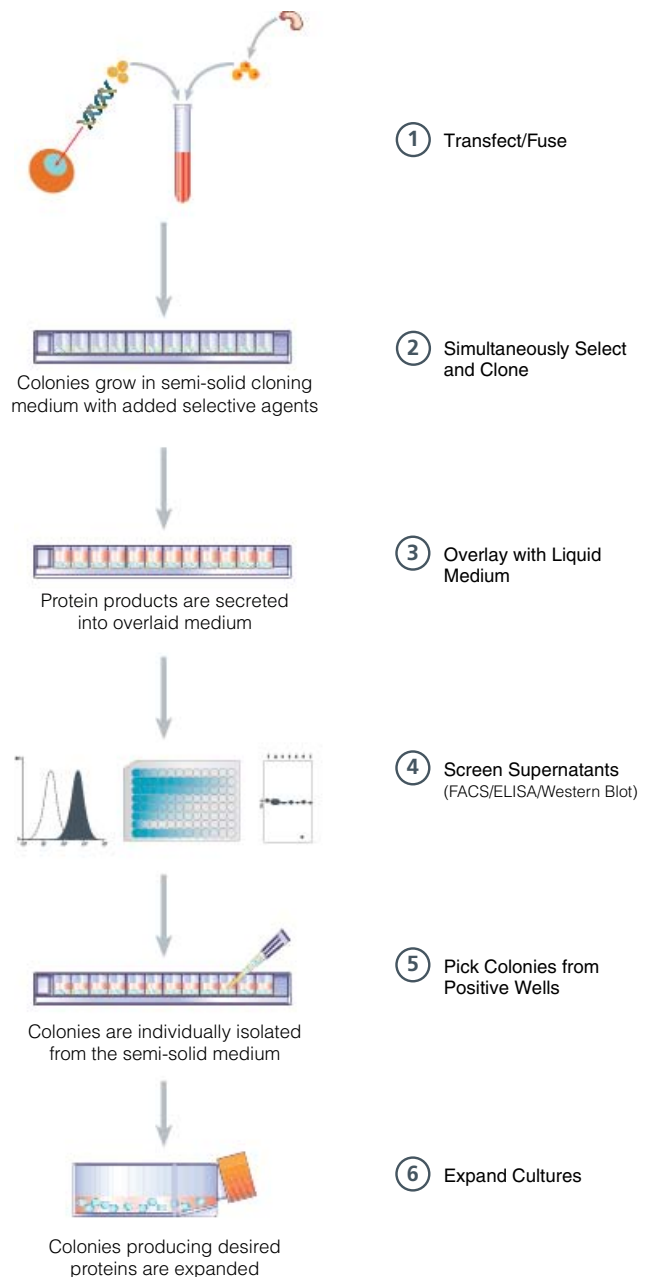 1 Transfect/Fuse
2 Simultaneously Select
and Clone
Colonies grow in semi-solid cloning
medium with added selective agents
3 Overlay with Liquid
Medium
Protein products are secreted
into overlaid medium
4 Screen Supernatants
(FACS/ELISA/Western Blot)
5 Pick Colonies from
Positive Wells
Colonies are individually isolated
from the semi-solid medium
6 Expand Cultures
Colonies producing desired
proteins are expanded